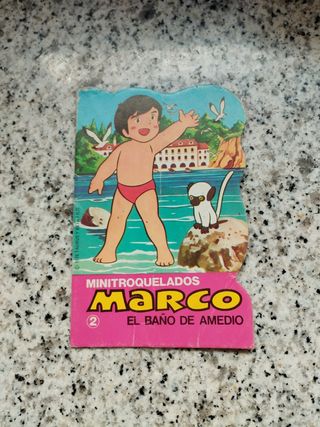 MINITROQUELADOS
MARCO
2 EL BAÑO DE AMEDIO